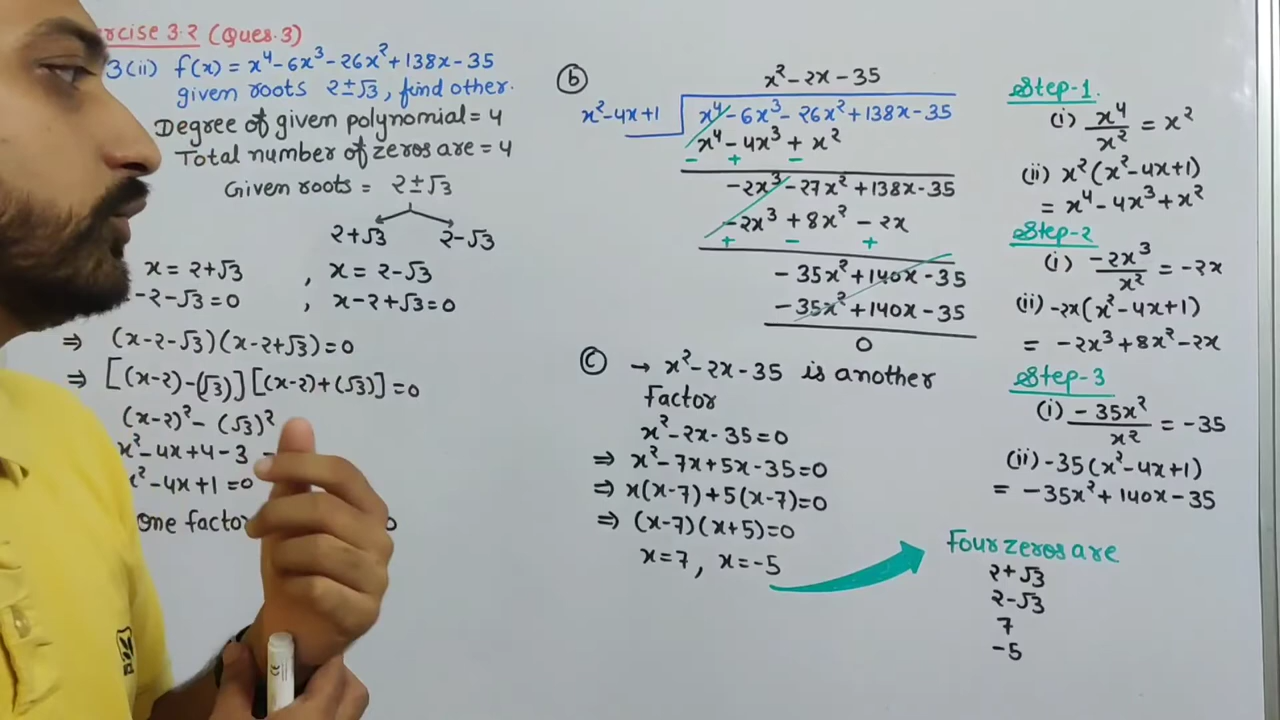 rcise 3.2 (Ques.3)
3(ii) f(x) = x⁴-6x³-26x²+138x-35
given roots 2±√3, find other.
Degree of given polynomial = 4
Total number of zeros are = 4
Given roots = 2±√3
2+√3 2-√3
x = 2+√3 , x = 2-√3
-2-√3=0 , x-2+√3=0
⇒ (x-2-√3)(x-2+√3)=0
⇒ [(x-2)-(√3)][(x-2)+(√3)]=0
(x-2)²-(√3)²
x²-4x+4-3
x²-4x+1=0
one factor
b
x²-2x-35
x²-4x+1 x⁴-6x³-26x²+138x-35
x⁴-4x³+x²
- + -
-2x³-27x²+138x-35
-2x³+8x²-2x
+ - +
-35x²+140x-35
-35x²+140x-35
0
c → x²-2x-35 is another
Factor
x²-2x-35=0
⇒ x²-7x+5x-35=0
⇒ x(x-7)+5(x-7)=0
⇒ (x-7)(x+5)=0
x=7, x=-5
Step-1.
(i) x⁴/x² = x²
(ii) x²(x²-4x+1)
= x⁴-4x³+x²
Step-2
(i) -2x³/x² = -2x
(ii) -2x(x²-4x+1)
= -2x³+8x²-2x
Step-3
(i) -35x²/x² = -35
(ii) -35(x²-4x+1)
= -35x²+140x-35
Four zeros are
2+√3
2-√3
7
-5